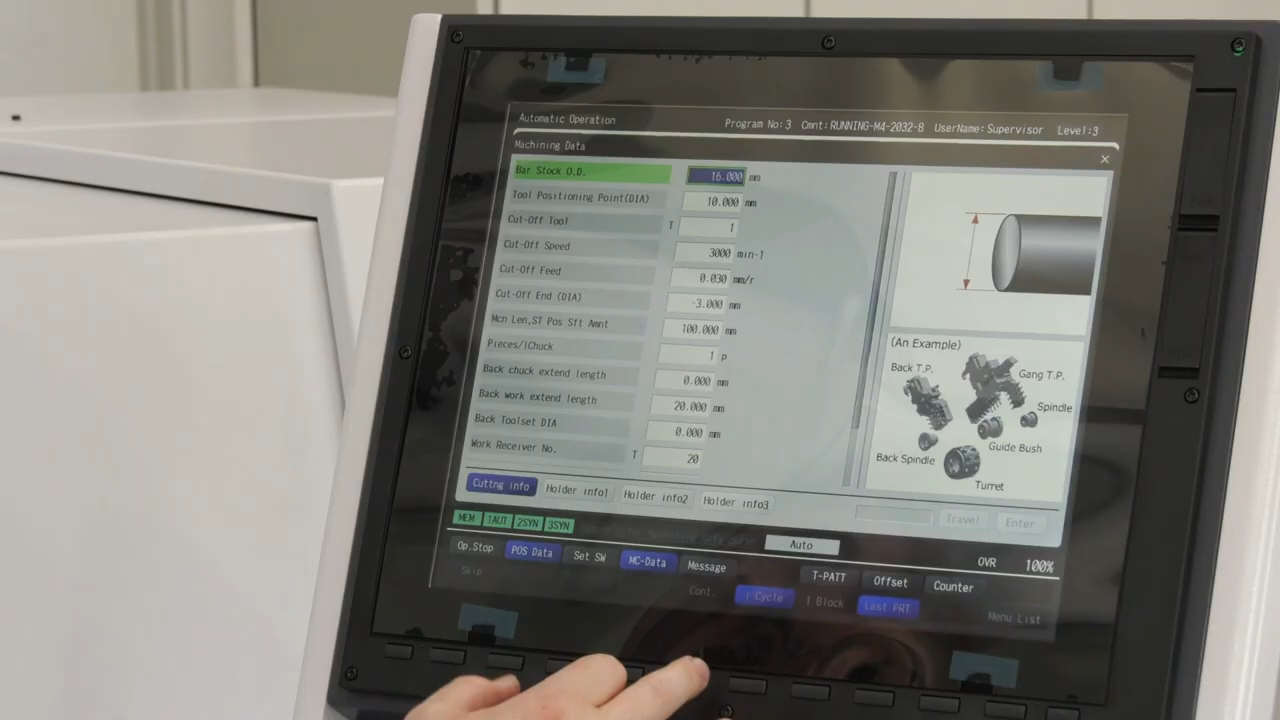 Automatic Operation Program No:3 Cmnt:RUNNING-M4-2032-8 UserName:Supervisor Level:3
Machining Data
Bar Stock O.D. 16.000 mm
Tool Positioning Point(DIA) 10.000 mm
Cut-Off Tool T 1
Cut-Off Speed 3000 min-1
Cut-Off Feed 0.030 mm/r
Cut-Off End (DIA) -3.000 mm
Mcn Len,ST Pos Sft Amnt 100.000 mm
Pieces/1Chuck 1 p
Back chuck extend length 0.000 mm
Back work extend length 20.000 mm
Back Toolset DIA 0.000 mm
Work Receiver No. T 20
(An Example)
Back T.P.
Gang T.P.
Spindle
Guide Bush
Back Spindle
Turret
Cuttng info Holder info1 Holder info2 Holder info3
Travel Enter
MEM 1AUT 2SYN 3SYN
Auto
OVR 100%
Op.Stop POS Data Set SW MC-Data Message T-PATT Offset Counter
Skip Cont. 1 Cycle 1 Block Last PRT Menu List